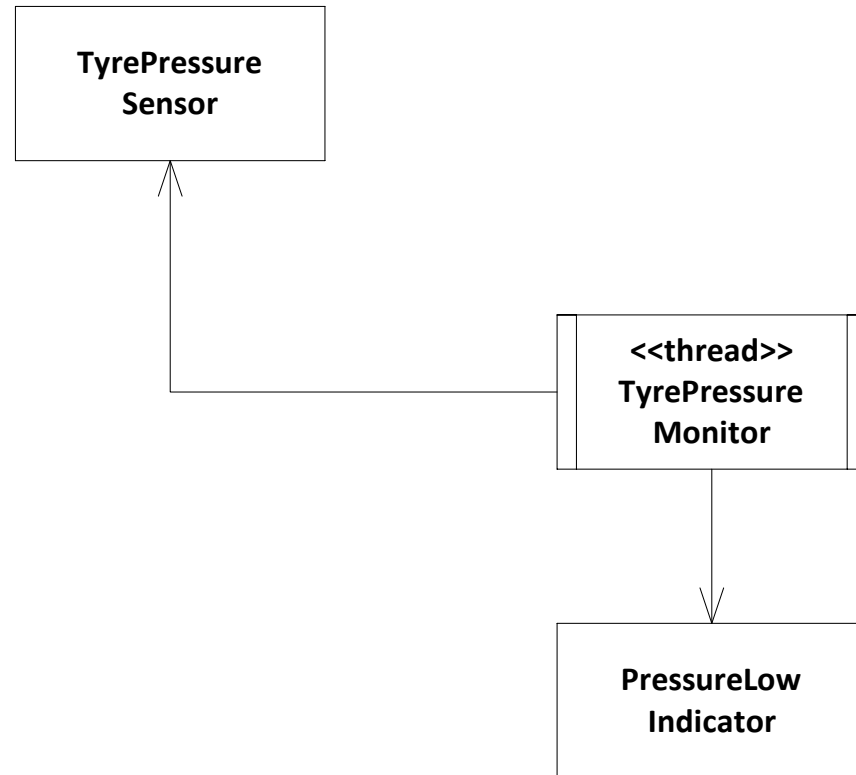 TyrePressure
Sensor
<<thread>>
TyrePressure
Monitor
PressureLow
Indicator